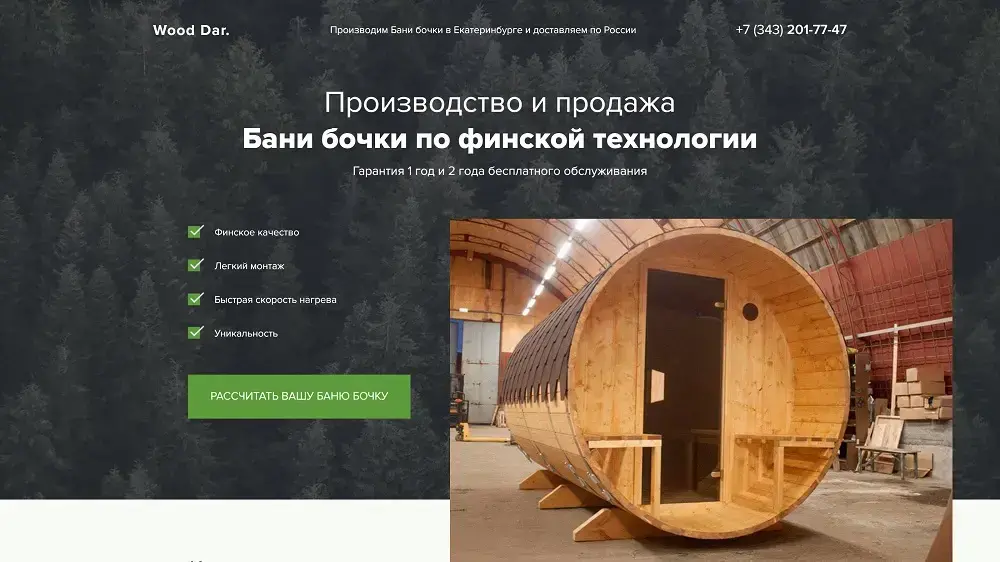 Wood Dar.
Производим Бани бочки в Екатеринбурге и доставляем по России
+7 (343) 201-77-47
Производство и продажа
Бани бочки по финской технологии
Гарантия 1 год и 2 года бесплатного обслуживания
Финское качество
Легкий монтаж
Быстрая скорость нагрева
Уникальность
РАССЧИТАТЬ ВАШУ БАНЮ БОЧКУ